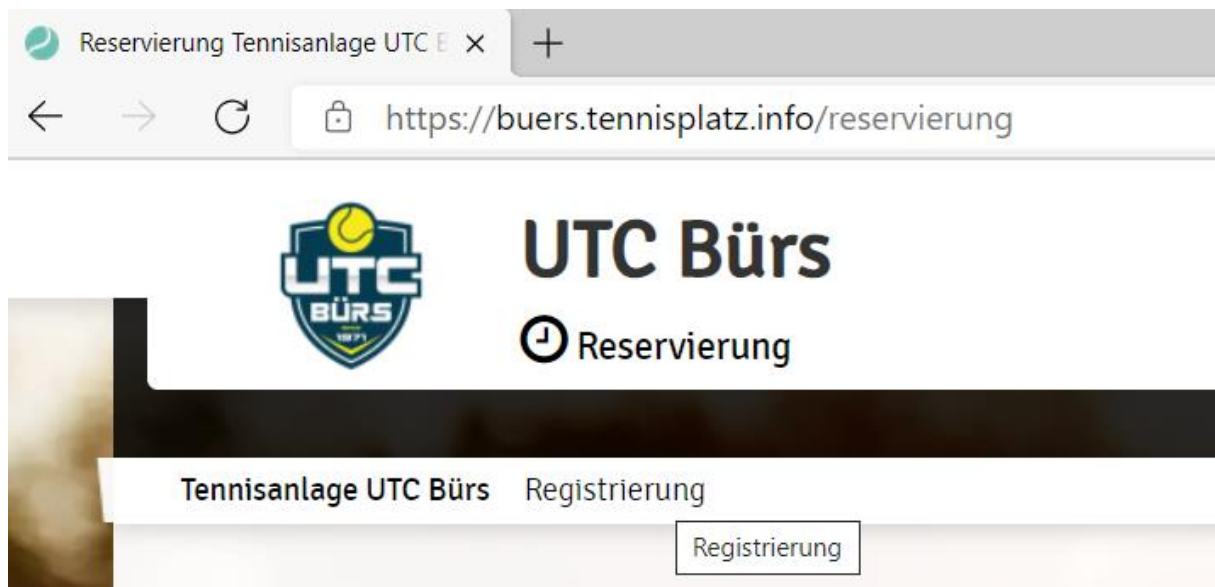 Reservierung Tennisanlage UTC B
https://buers.tennisplatz.info/reservierung
UTC
BÜRS
SINCE
1971
UTC Bürs
Reservierung
Tennisanlage UTC Bürs Registrierung
Registrierung